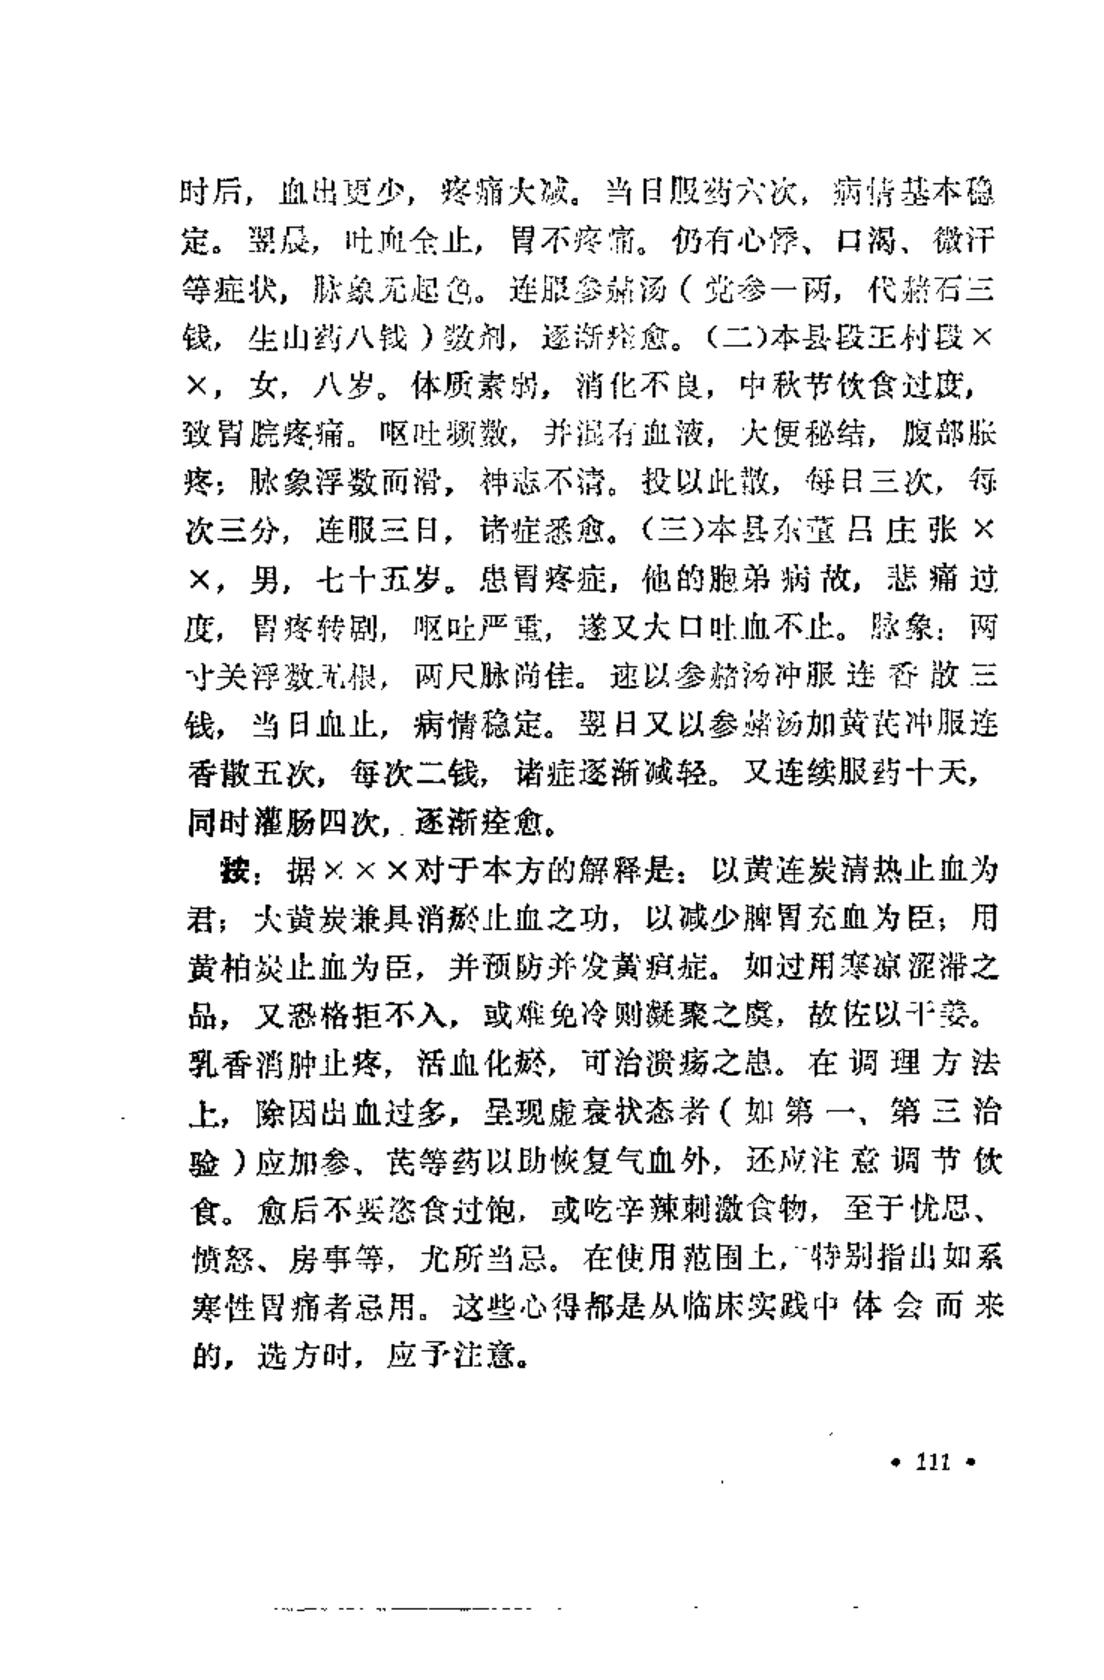 时后，血出更少，疼痛大减。当日服药六次，病情基本稳
定。翌晨，吐血全止，胃不疼痛。仍有心悸、口渴、微汗
等症状，脉象无起色。连服参赭汤（党参一两，代赭石三
钱，生山药八钱）数剂，逐渐痊愈。（二）本县段王村段×
×，女，八岁。体质素弱，消化不良，中秋节饮食过度，
致胃脘疼痛。呕吐频数，并混有血液，大便秘结，腹部胀
疼；脉象浮数而滑，神志不清。投以此散，每日三次，每
次三分，连服三日，诸症悉愈。（三）本县东董吕庄张×
×，男，七十五岁。患胃疼症，他的胞弟病故，悲痛过
度，胃疼转剧，呕吐严重，遂又大口吐血不止。脉象：两
寸关浮数无根，两尺脉尚佳。速以参赭汤冲服连香散三
钱，当日血止，病情稳定。翌日又以参赭汤加黄芪冲服连
香散五次，每次二钱，诸症逐渐减轻。又连续服药十天，
同时灌肠四次，逐渐痊愈。
按：据×××对于本方的解释是：以黄连炭清热止血为
君；大黄炭兼具消瘀止血之功，以减少脾胃充血为臣；用
黄柏炭止血为臣，并预防并发黄疸症。如过用寒凉涩滞之
品，又恐格拒不入，或难免冷则凝聚之虞，故佐以干姜。
乳香消肿止疼，活血化瘀，可治溃疡之患。在调理方法
上，除因出血过多，呈现虚衰状态者（如第一、第三治
验）应加参、芪等药以助恢复气血外，还应注意调节饮
食。愈后不要恣食过饱，或吃辛辣刺激食物，至于忧思、
愤怒、房事等，尤所当忌。在使用范围上，特别指出如系
寒性胃痛者忌用。这些心得都是从临床实践中体会而来
的，选方时，应予注意。
• 111 •